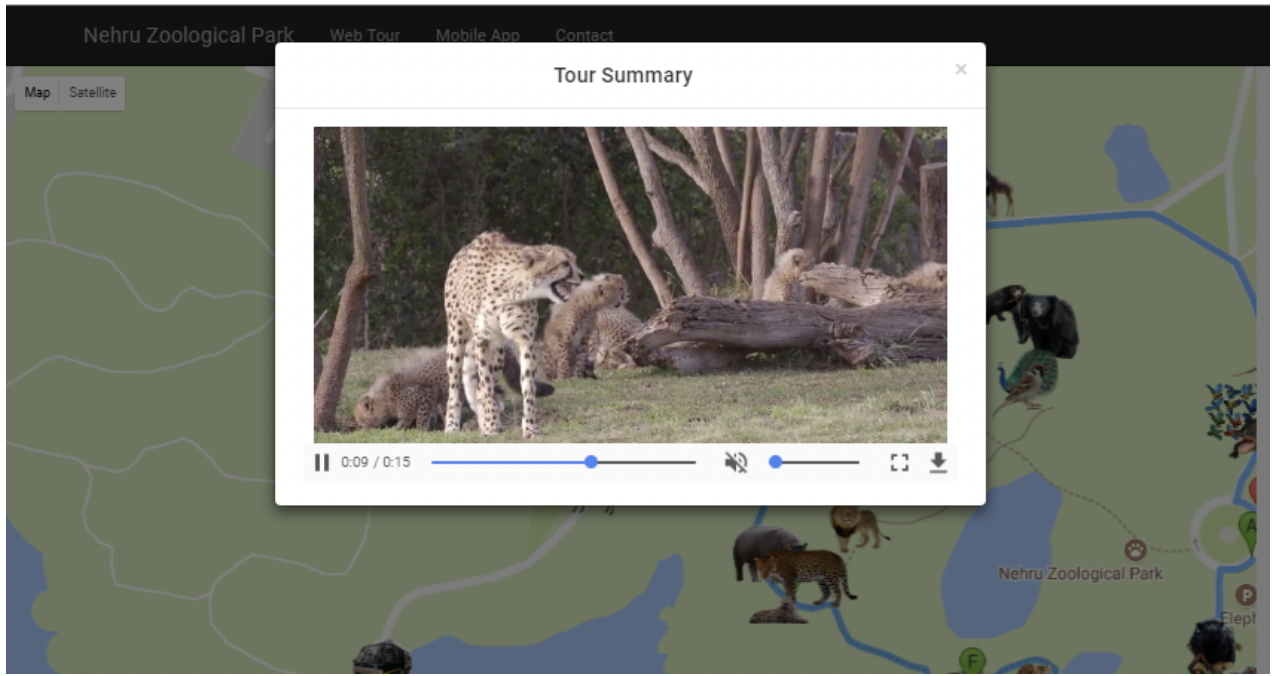 Nehru Zoological Park Web Tour Mobile App Contact
Tour Summary ×
Map Satellite
0:09 / 0:15
A
Nehru Zoological Park
P
Eleph
F